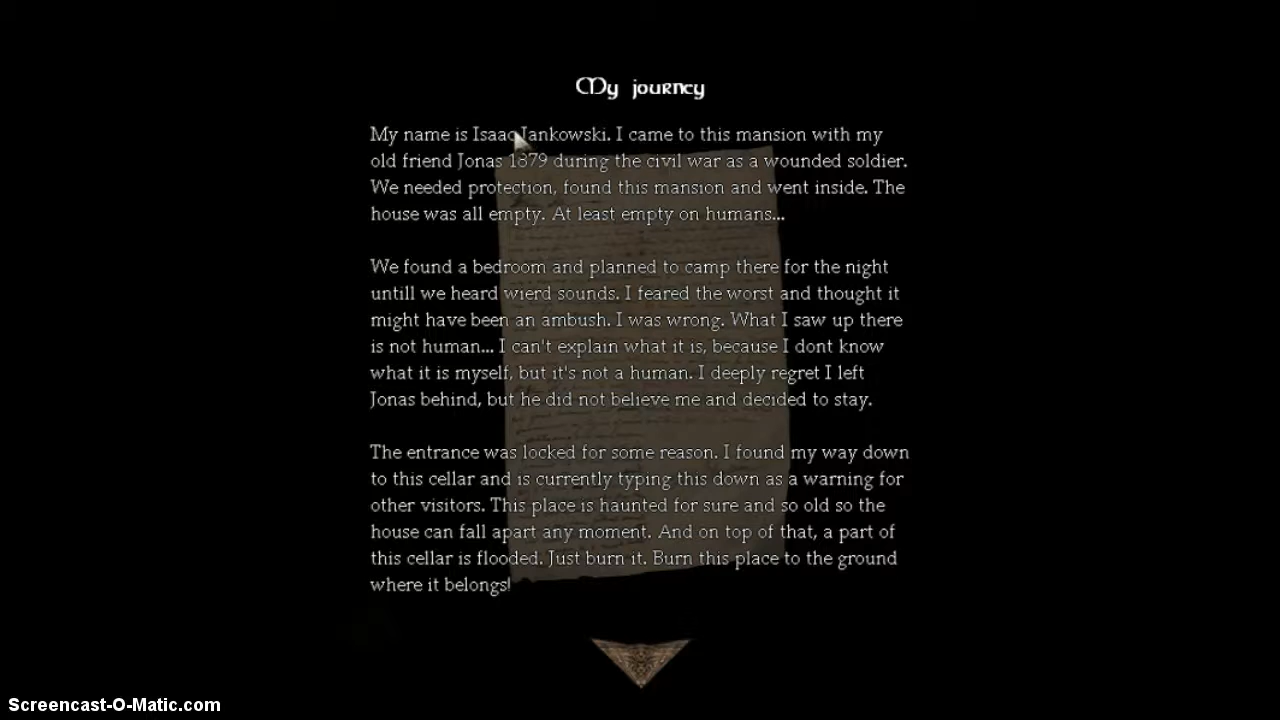 My journey
My name is Isaac Jankowski. I came to this mansion with my
old friend Jonas 1879 during the civil war as a wounded soldier.
We needed protection, found this mansion and went inside. The
house was all empty. At least empty on humans...
We found a bedroom and planned to camp there for the night
untill we heard wierd sounds. I feared the worst and thought it
might have been an ambush. I was wrong. What I saw up there
is not human... I can't explain what it is, because I dont know
what it is myself, but it's not a human. I deeply regret I left
Jonas behind, but he did not believe me and decided to stay.
The entrance was locked for some reason. I found my way down
to this cellar and is currently typing this down as a warning for
other visitors. This place is haunted for sure and so old so the
house can fall apart any moment. And on top of that, a part of
this cellar is flooded. Just burn it. Burn this place to the ground
where it belongs!
Screencast-O-Matic.com